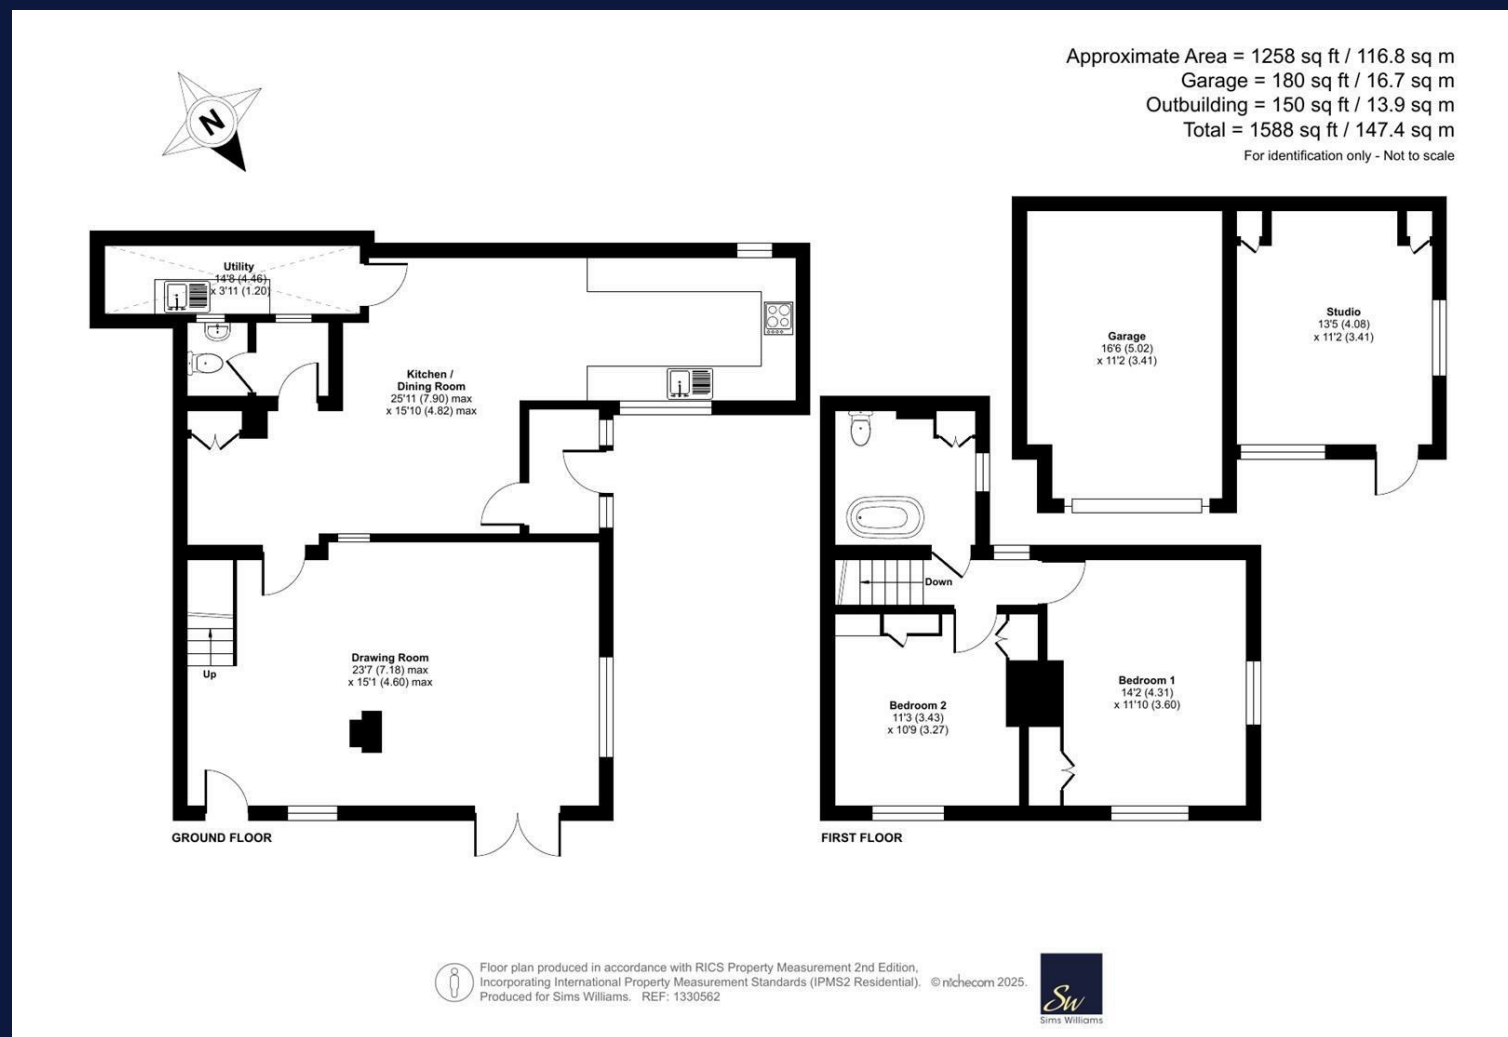 Approximate Area = 1258 sq ft / 116.8 sq m
Garage = 180 sq ft / 16.7 sq m
Outbuilding = 150 sq ft / 13.9 sq m
Total = 1588 sq ft / 147.4 sq m
For identification only - Not to scale
N
Utility
14'8 (4.46)
x 3'11 (1.20)
Kitchen /
Dining Room
25'11 (7.90) max
x 15'10 (4.82) max
Drawing Room
23'7 (7.18) max
x 15'1 (4.60) max
Up
GROUND FLOOR
Garage
16'6 (5.02)
x 11'2 (3.41)
Studio
13'5 (4.08)
x 11'2 (3.41)
Down
Bedroom 1
14'2 (4.31)
x 11'10 (3.60)
Bedroom 2
11'3 (3.43)
x 10'9 (3.27)
FIRST FLOOR
Floor plan produced in accordance with RICS Property Measurement 2nd Edition,
Incorporating International Property Measurement Standards (IPMS2 Residential). © nichecom 2025.
Produced for Sims Williams. REF: 1330562
Sw
Sims Williams